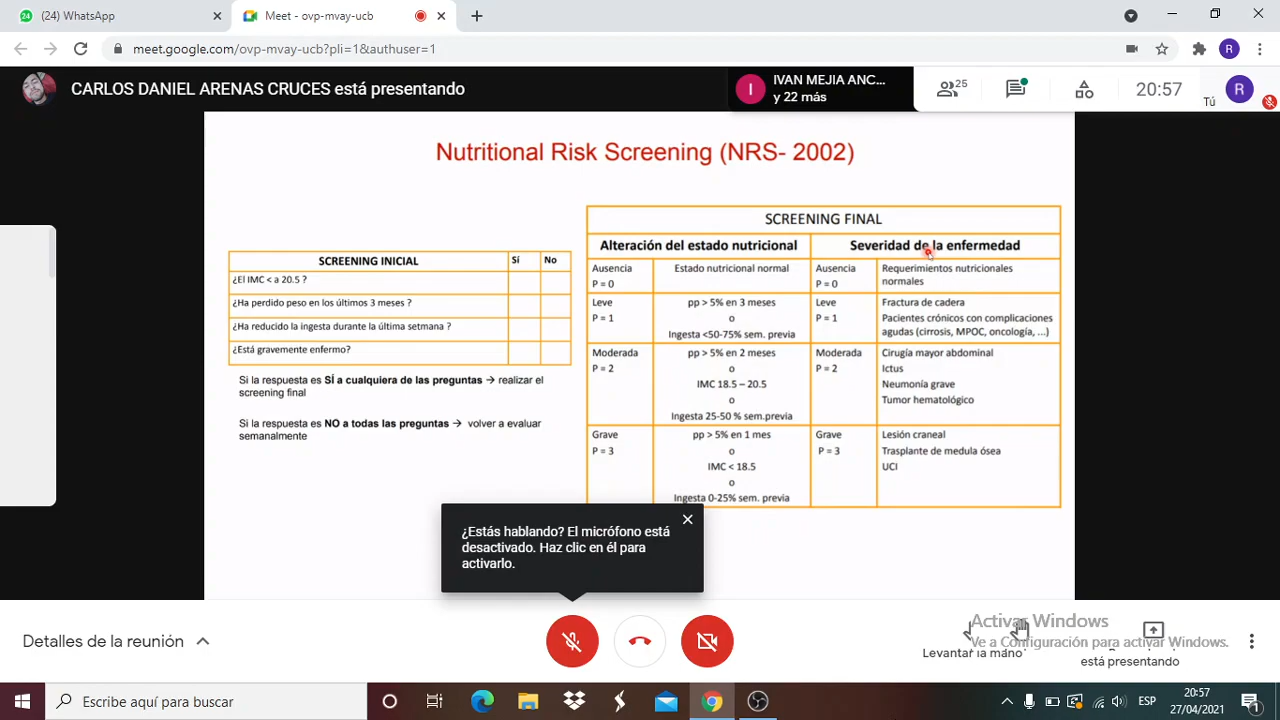 (24) WhatsApp
Meet - ovp-mvay-ucb
meet.google.com/ovp-mvay-ucb?pli=1&authuser=1
R
CARLOS DANIEL ARENAS CRUCES está presentando
I
IVAN MEJIA ANC...
y 22 más
25
20:57
Tú
R
Nutritional Risk Screening (NRS- 2002)
SCREENING INICIAL
Sí
No
¿El IMC < a 20.5 ?
¿Ha perdido peso en los últimos 3 meses ?
¿Ha reducido la ingesta durante la última setmana ?
¿Está gravemente enfermo?
Si la respuesta es SÍ a cualquiera de las preguntas → realizar el
screening final
Si la respuesta es NO a todas las preguntas → volver a evaluar
semanalmente
SCREENING FINAL
Alteración del estado nutricional
Severidad de la enfermedad
Ausencia
P = 0
Estado nutricional normal
Ausencia
P = 0
Requerimientos nutricionales
normales
Leve
P = 1
pp > 5% en 3 meses
o
Ingesta <50-75% sem. previa
Leve
P = 1
Fractura de cadera
Pacientes crónicos con complicaciones
agudas (cirrosis, MPOC, oncología, ...)
Moderada
P = 2
pp > 5% en 2 meses
o
IMC 18.5 – 20.5
o
Ingesta 25-50 % sem.previa
Moderada
P = 2
Cirugía mayor abdominal
Ictus
Neumonía grave
Tumor hematológico
Grave
P = 3
pp > 5% en 1 mes
o
IMC < 18.5
o
Ingesta 0-25% sem. previa
Grave
P = 3
Lesión craneal
Trasplante de medula ósea
UCI
¿Estás hablando? El micrófono está
desactivado. Haz clic en él para
activarlo.
Detalles de la reunión
Levantar la mano
está presentando
Activar Windows
Ve a Configuración para activar Windows.
Escribe aquí para buscar
ESP
20:57
27/04/2021
1